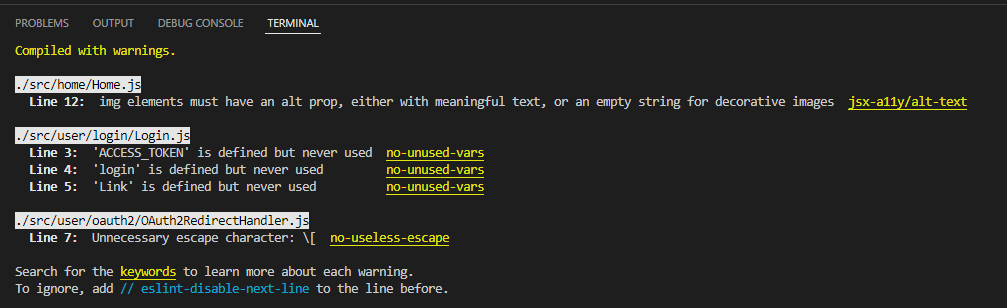 PROBLEMS OUTPUT DEBUG CONSOLE TERMINAL
Compiled with warnings.
./src/home/Home.js
Line 12: img elements must have an alt prop, either with meaningful text, or an empty string for decorative images jsx-a11y/alt-text
./src/user/login/Login.js
Line 3: 'ACCESS_TOKEN' is defined but never used no-unused-vars
Line 4: 'login' is defined but never used no-unused-vars
Line 5: 'Link' is defined but never used no-unused-vars
./src/user/oauth2/OAuth2RedirectHandler.js
Line 7: Unnecessary escape character: \[ no-useless-escape
Search for the keywords to learn more about each warning.
To ignore, add // eslint-disable-next-line to the line before.